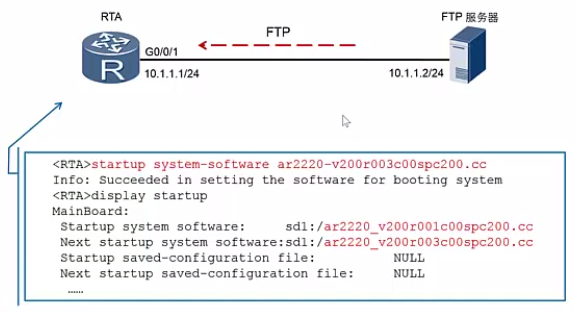 RTA
FTP 服务器
FTP
G0/0/1
R
10.1.1.1/24
10.1.1.2/24
<RTA>startup system-software ar2220-v200r003c00spc200.cc
Info: Succeeded in setting the software for booting system
<RTA>display startup
MainBoard:
Startup system software: sd1:/ar2220_v200r001c00spc200.cc
Next startup system software:sd1:/ar2220_v200r003c00spc200.cc
Startup saved-configuration file: NULL
Next startup saved-configuration file: NULL
……